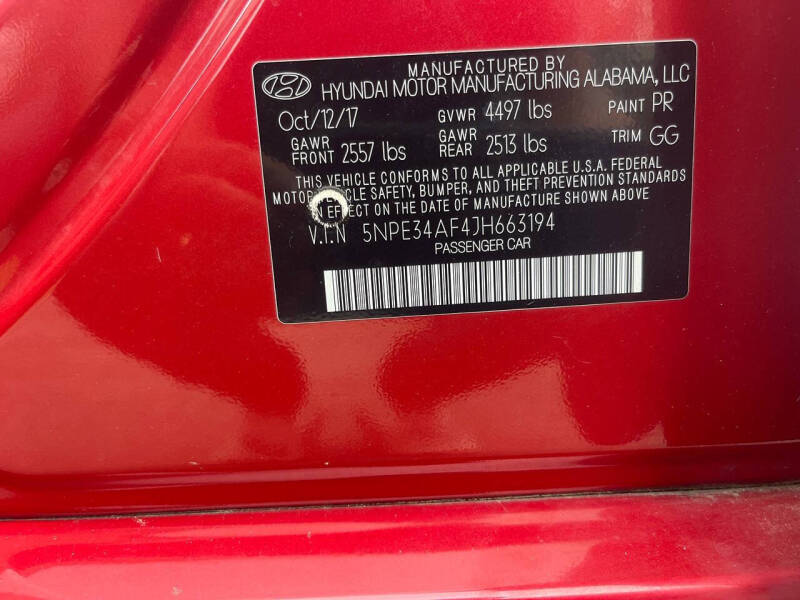 MANUFACTURED BY
HYUNDAI MOTOR MANUFACTURING ALABAMA, LLC
Oct/12/17 GVWR 4497 lbs PAINT PR
GAWR FRONT 2557 lbs GAWR REAR 2513 lbs TRIM GG
THIS VEHICLE CONFORMS TO ALL APPLICABLE U.S.A. FEDERAL
MOTOR VEHICLE SAFETY, BUMPER, AND THEFT PREVENTION STANDARDS
IN EFFECT ON THE DATE OF MANUFACTURE SHOWN ABOVE
V.I.N 5NPE34AF4JH663194
PASSENGER CAR